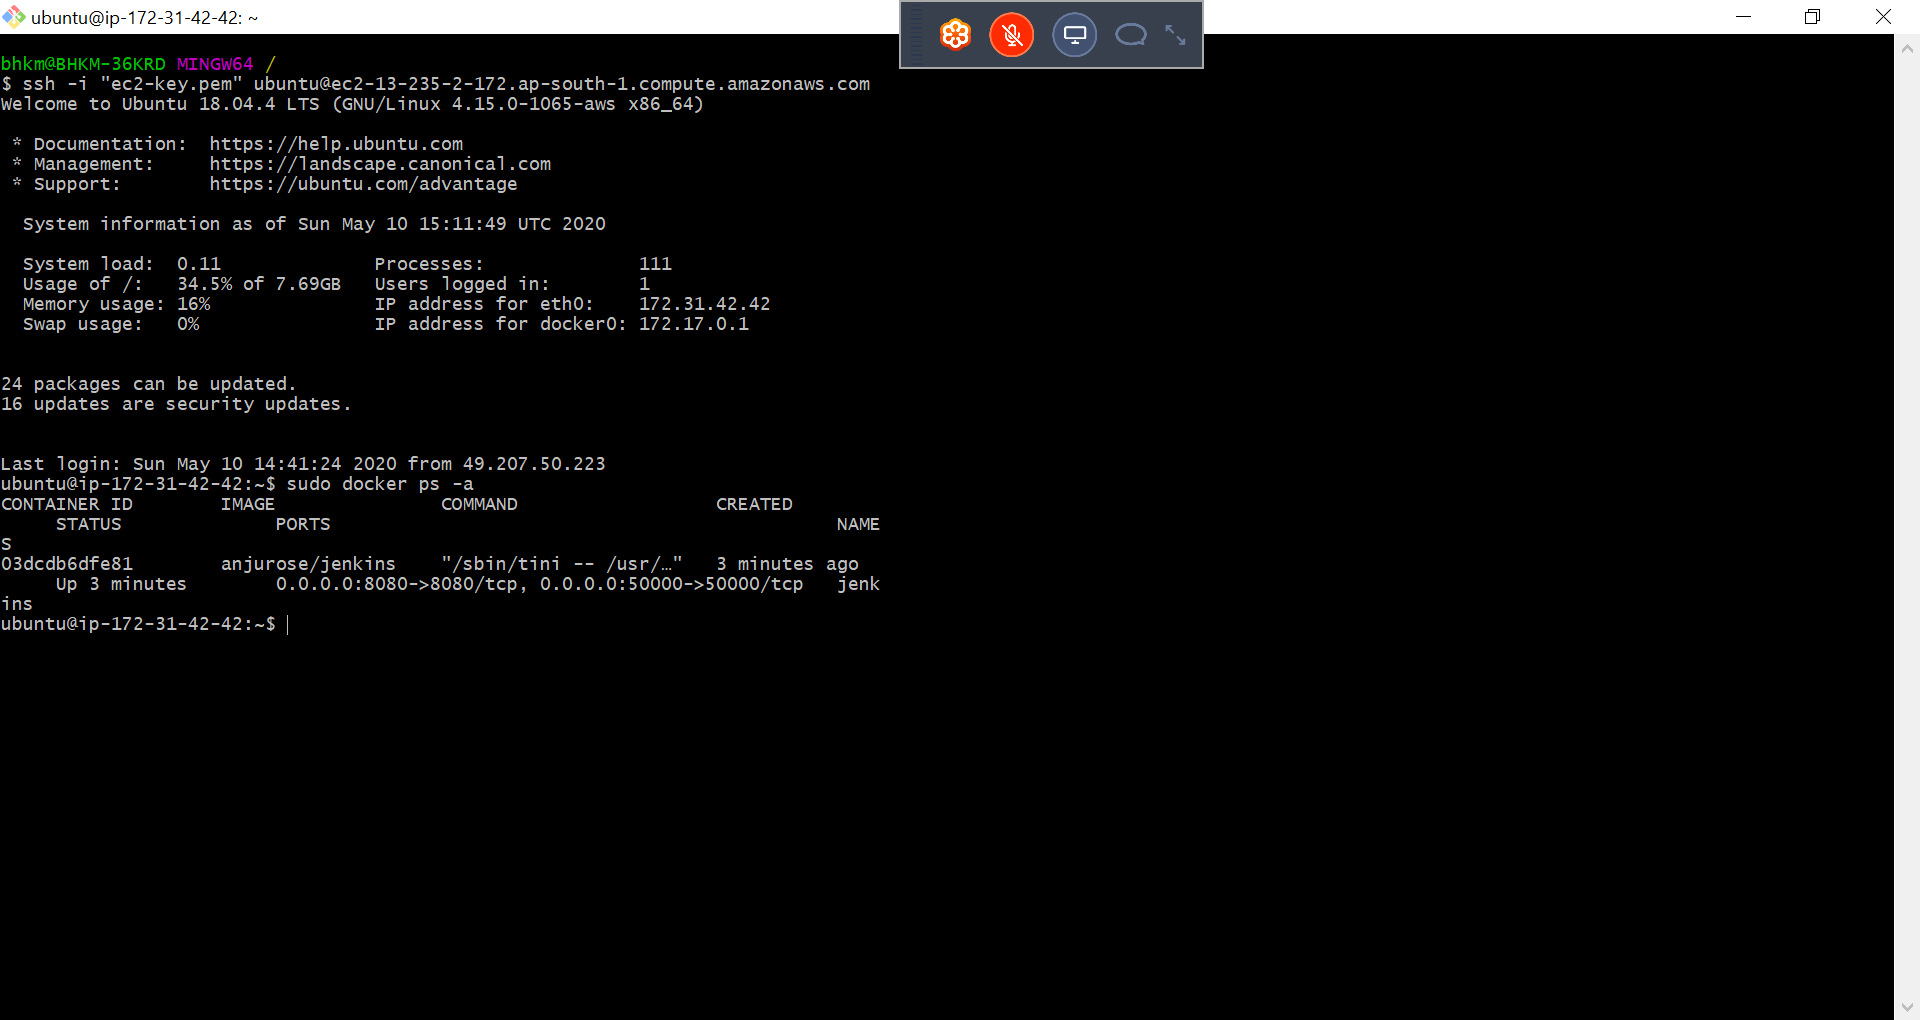 ubuntu@ip-172-31-42-42: ~
bhkm@BHKM-36KRD MINGW64 /
$ ssh -i "ec2-key.pem" ubuntu@ec2-13-235-2-172.ap-south-1.compute.amazonaws.com
Welcome to Ubuntu 18.04.4 LTS (GNU/Linux 4.15.0-1065-aws x86_64)
* Documentation:  https://help.ubuntu.com
* Management:     https://landscape.canonical.com
* Support:        https://ubuntu.com/advantage
System information as of Sun May 10 15:11:49 UTC 2020
System load:  0.11              Processes:              111
Usage of /:   34.5% of 7.69GB   Users logged in:        1
Memory usage: 16%               IP address for eth0:    172.31.42.42
Swap usage:   0%                IP address for docker0: 172.17.0.1
24 packages can be updated.
16 updates are security updates.
Last login: Sun May 10 14:41:24 2020 from 49.207.50.223
ubuntu@ip-172-31-42-42:~$ sudo docker ps -a
CONTAINER ID        IMAGE               COMMAND                  CREATED
STATUS              PORTS                                              NAME
S
03dcdb6dfe81        anjurose/jenkins    "/sbin/tini -- /usr/…"   3 minutes ago
Up 3 minutes        0.0.0.0:8080->8080/tcp, 0.0.0.0:50000->50000/tcp   jenk
ins
ubuntu@ip-172-31-42-42:~$